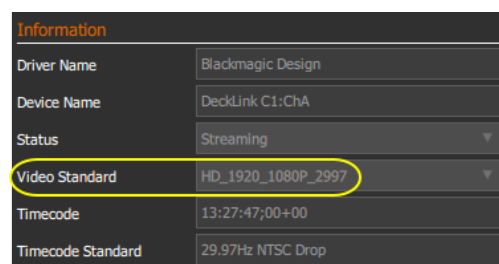 Information
Driver Name Blackmagic Design
Device Name DeckLink C1:ChA
Status Streaming
Video Standard HD_1920_1080P_2997
Timecode 13:27:47;00+00
Timecode Standard 29.97Hz NTSC Drop